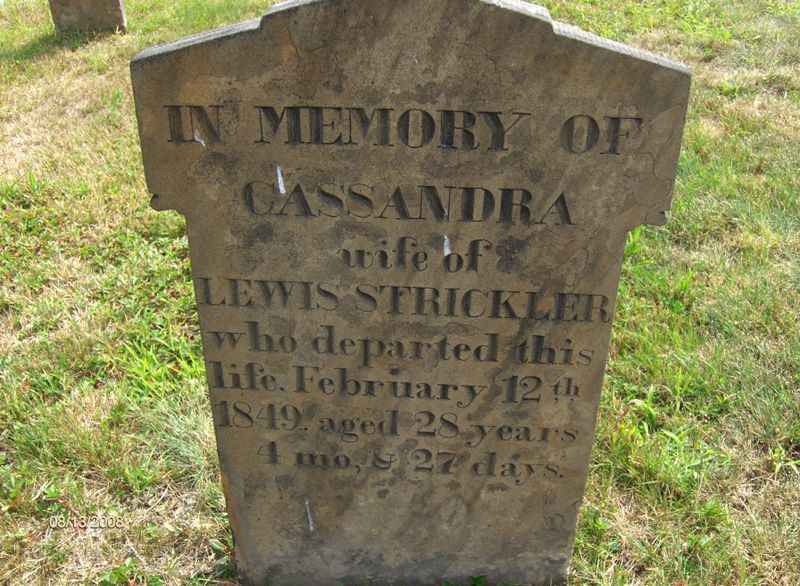 IN MEMORY OF
CASSANDRA
wife of
LEWIS STRICKLER
who departed this
life. February 12th
1849. aged 28 years
4 mo, & 27 days.
08/13/2008